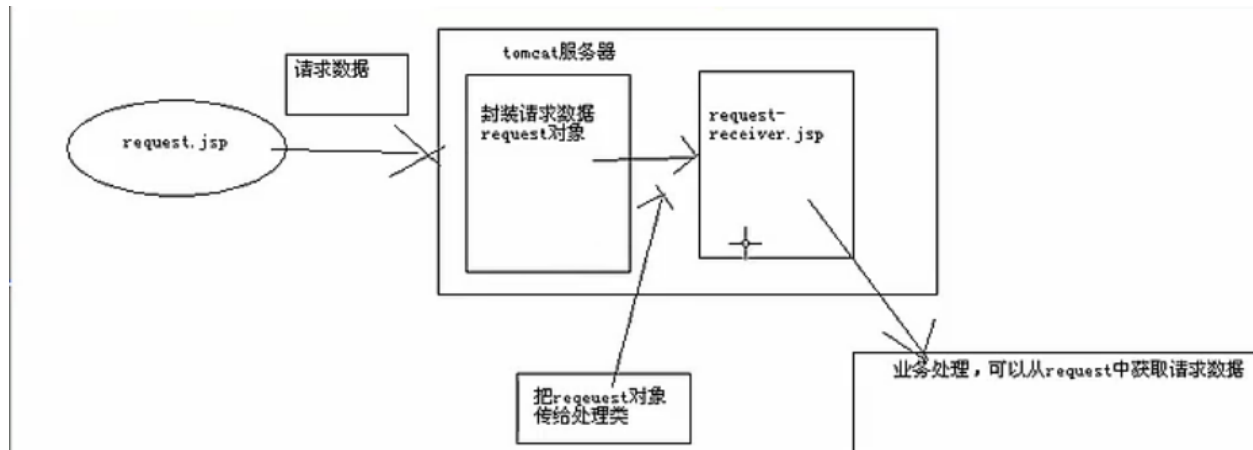 请求数据
tomcat服务器
request.jsp
封装请求数据
request对象
request-
receiver.jsp
把reqeuest对象
传给处理类
业务处理，可以从request中获取请求数据